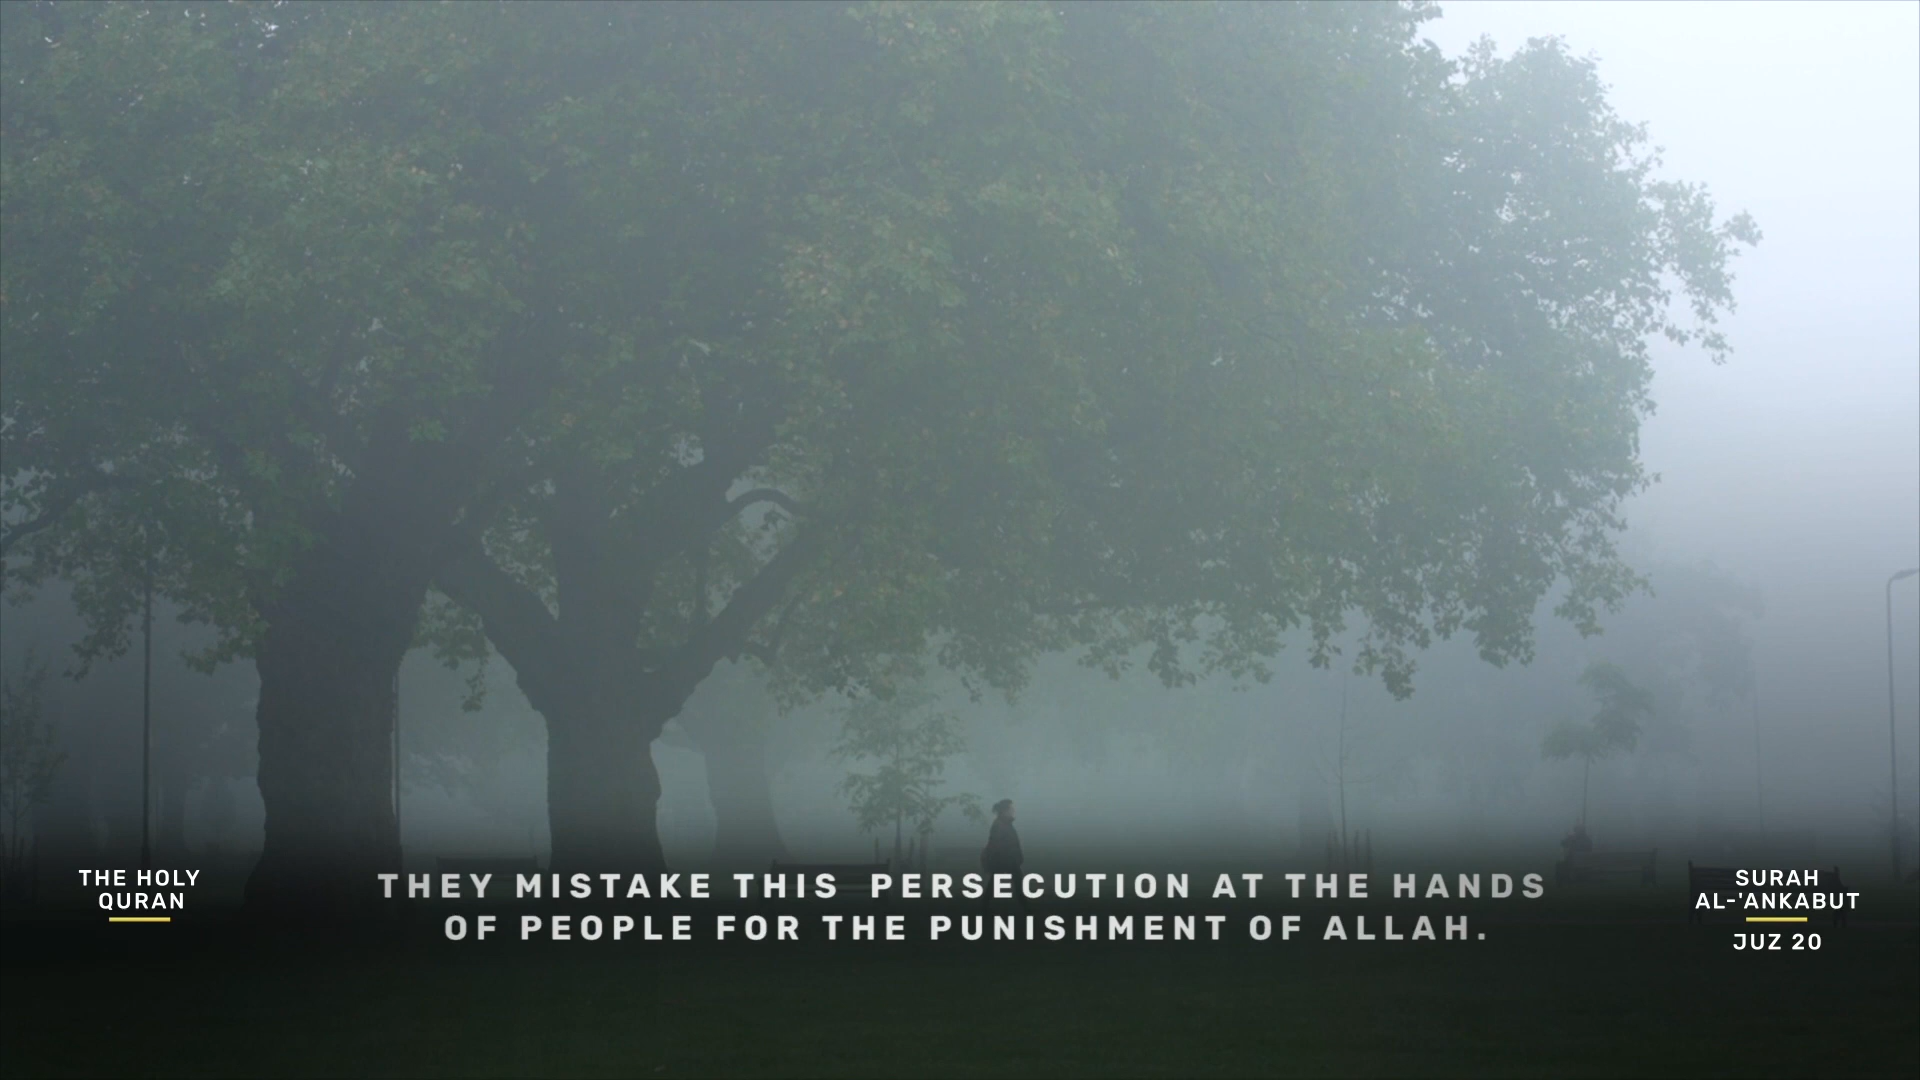 THE HOLY
QURAN
THEY MISTAKE THIS PERSECUTION AT THE HANDS
OF PEOPLE FOR THE PUNISHMENT OF ALLAH.
SURAH
AL-'ANKABUT
JUZ 20